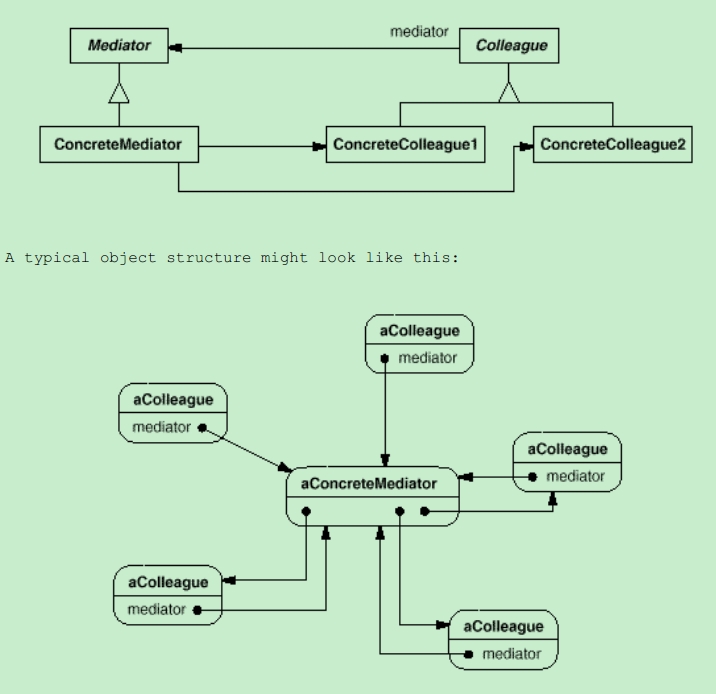 mediator
Mediator
Colleague
ConcreteMediator
ConcreteColleague1
ConcreteColleague2
A typical object structure might look like this:
aColleague
mediator
aColleague
mediator
aColleague
mediator
aConcreteMediator
aColleague
mediator
aColleague
mediator